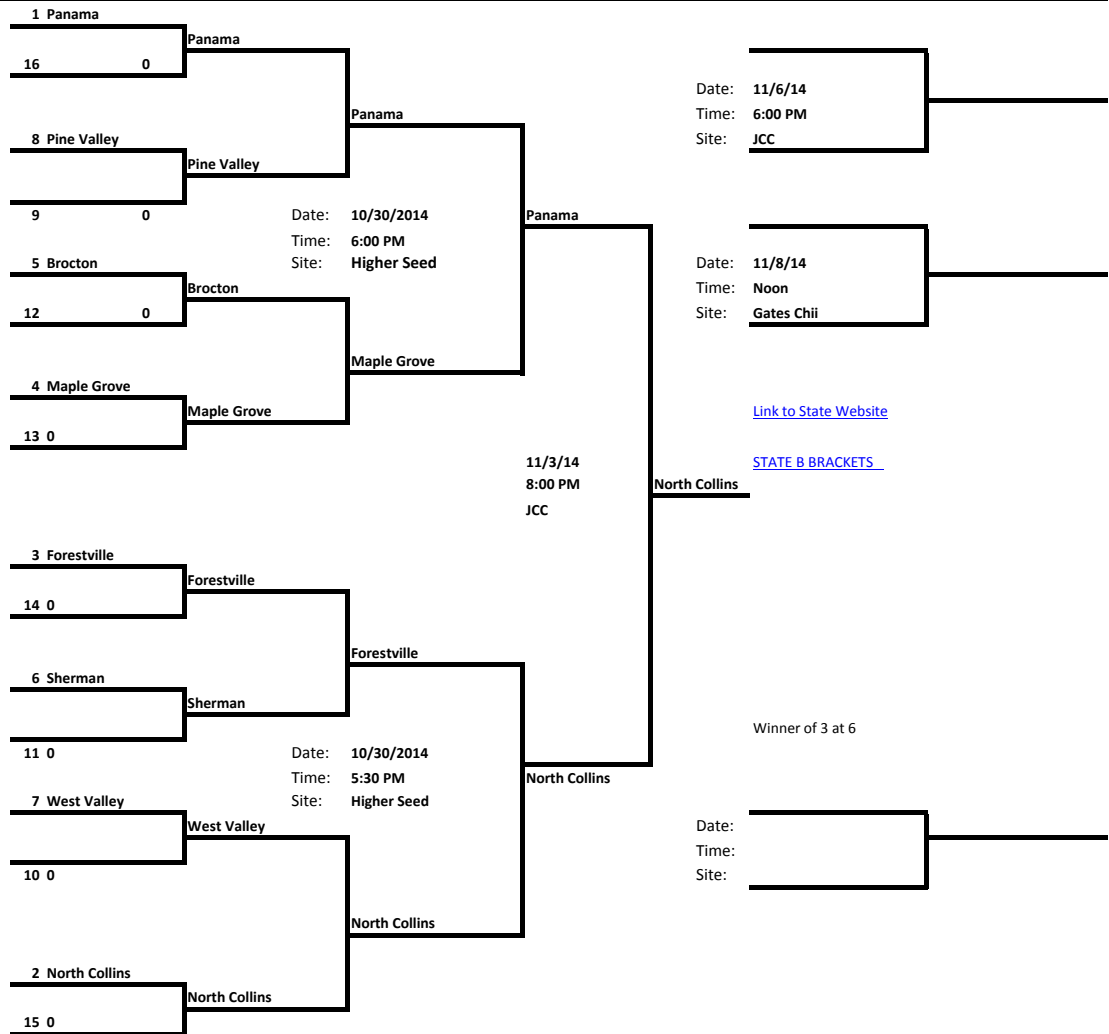 1 Panama
Panama
16 0
Date: 11/6/14
Panama
Time: 6:00 PM
8 Pine Valley
Site: JCC
Pine Valley
9 0
Date: 10/30/2014
Panama
Time: 6:00 PM
5 Brocton
Site: Higher Seed
Date: 11/8/14
Brocton
Time: Noon
12 0
Site: Gates Chii
Maple Grove
4 Maple Grove
Maple Grove
Link to State Website
13 0
11/3/14
STATE B BRACKETS
8:00 PM
North Collins
JCC
3 Forestville
Forestville
14 0
Forestville
6 Sherman
Sherman
Winner of 3 at 6
11 0
Date: 10/30/2014
Time: 5:30 PM
North Collins
7 West Valley
Site: Higher Seed
West Valley
Date:
Time:
10 0
Site:
North Collins
2 North Collins
North Collins
15 0